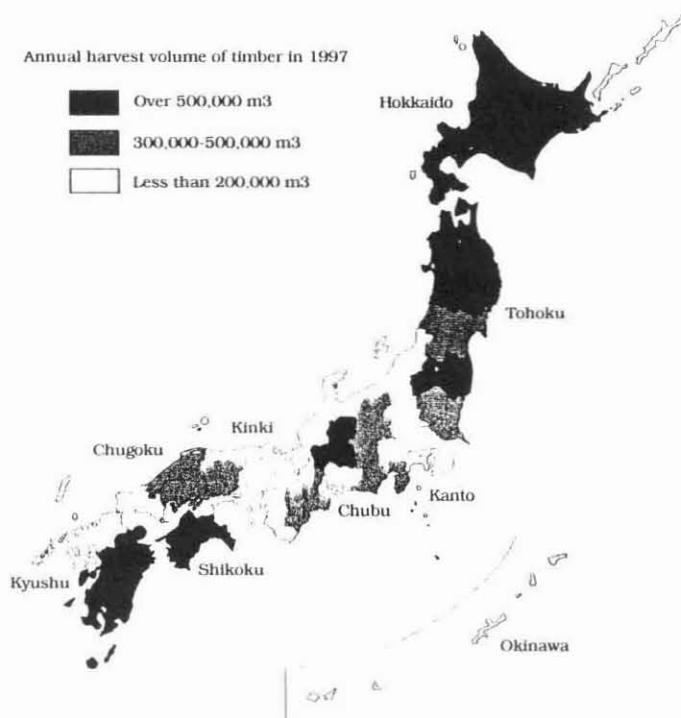 Annual harvest volume of timber in 1997
Over 500,000 m3
300,000-500,000 m3
Less than 200,000 m3
Hokkaido
Tohoku
Kinki
Chugoku
Kanto
Chubu
Shikoku
Kyushu
Okinawa